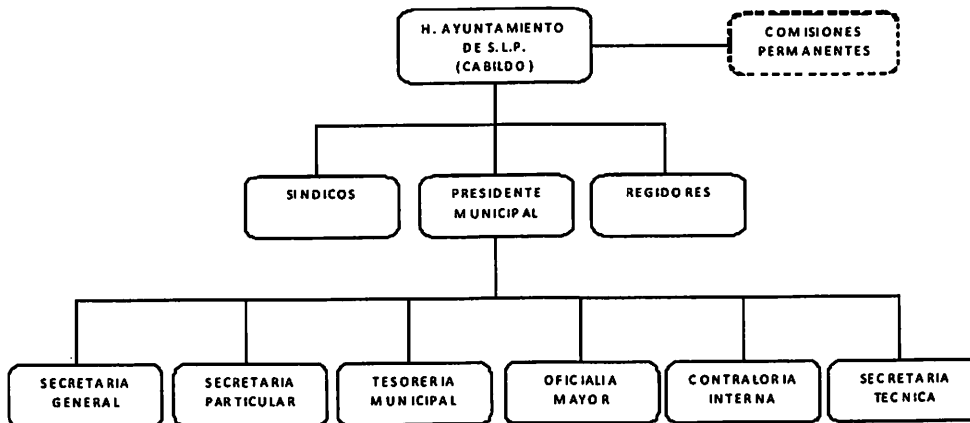 H. AYUNTAMIENTO
DE S.L.P.
(CABILDO)
COMISIONES
PERMANENTES
SINDICOS
PRESIDENTE
MUNICIPAL
REGIDORES
SECRETARIA
GENERAL
SECRETARIA
PARTICULAR
TESORERIA
MUNICIPAL
OFICIALIA
MAYOR
CONTRALORIA
INTERNA
SECRETARIA
TECNICA